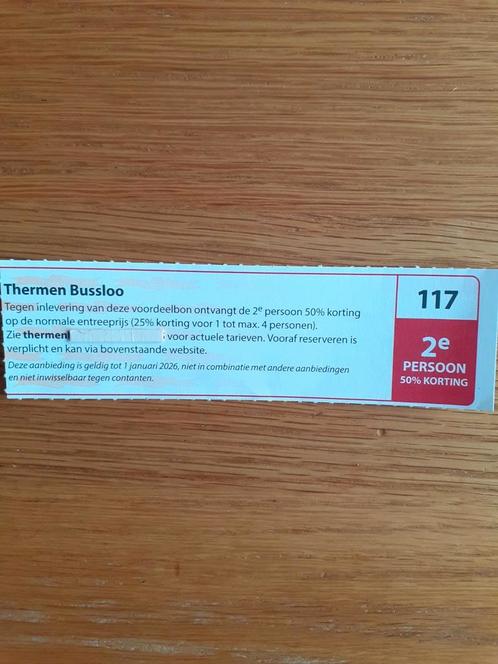 Thermen Bussloo
Tegen inlevering van deze voordeelbon ontvangt de 2e persoon 50% korting
op de normale entreeprijs (25% korting voor 1 tot max. 4 personen).
Zie thermen voor actuele tarieven. Vooraf reserveren is
verplicht en kan via bovenstaande website.
Deze aanbieding is geldig tot 1 januari 2026, niet in combinatie met andere aanbiedingen
en niet inwisselbaar tegen contanten.
117
2e
PERSOON
50% KORTING